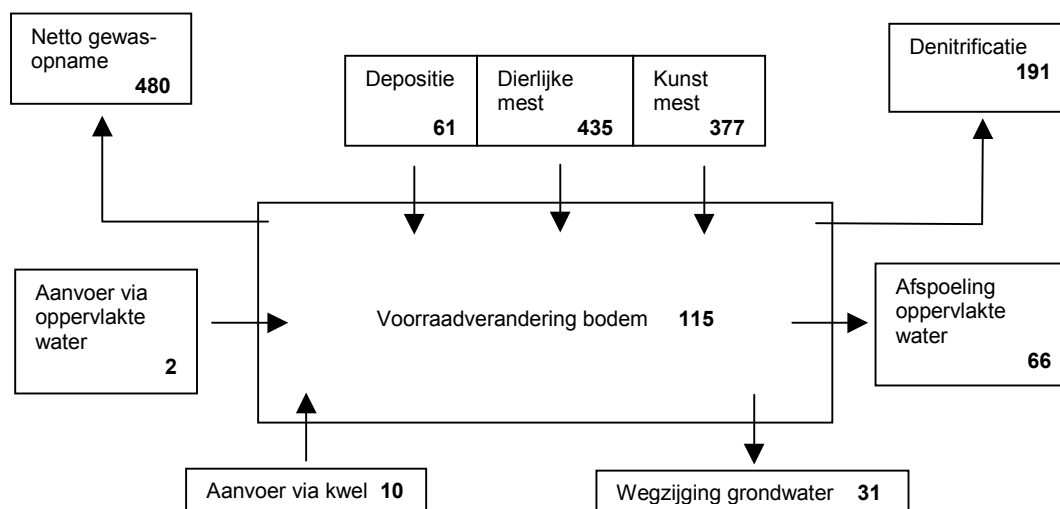 Netto gewas-
opname
480
Depositie
61
Dierlijke
mest
435
Kunst
mest
377
Denitrificatie
191
Aanvoer via
oppervlakte
water
2
Voorraadverandering bodem 115
Afspoeling
oppervlakte
water
66
Aanvoer via kwel 10
Wegzijging grondwater 31